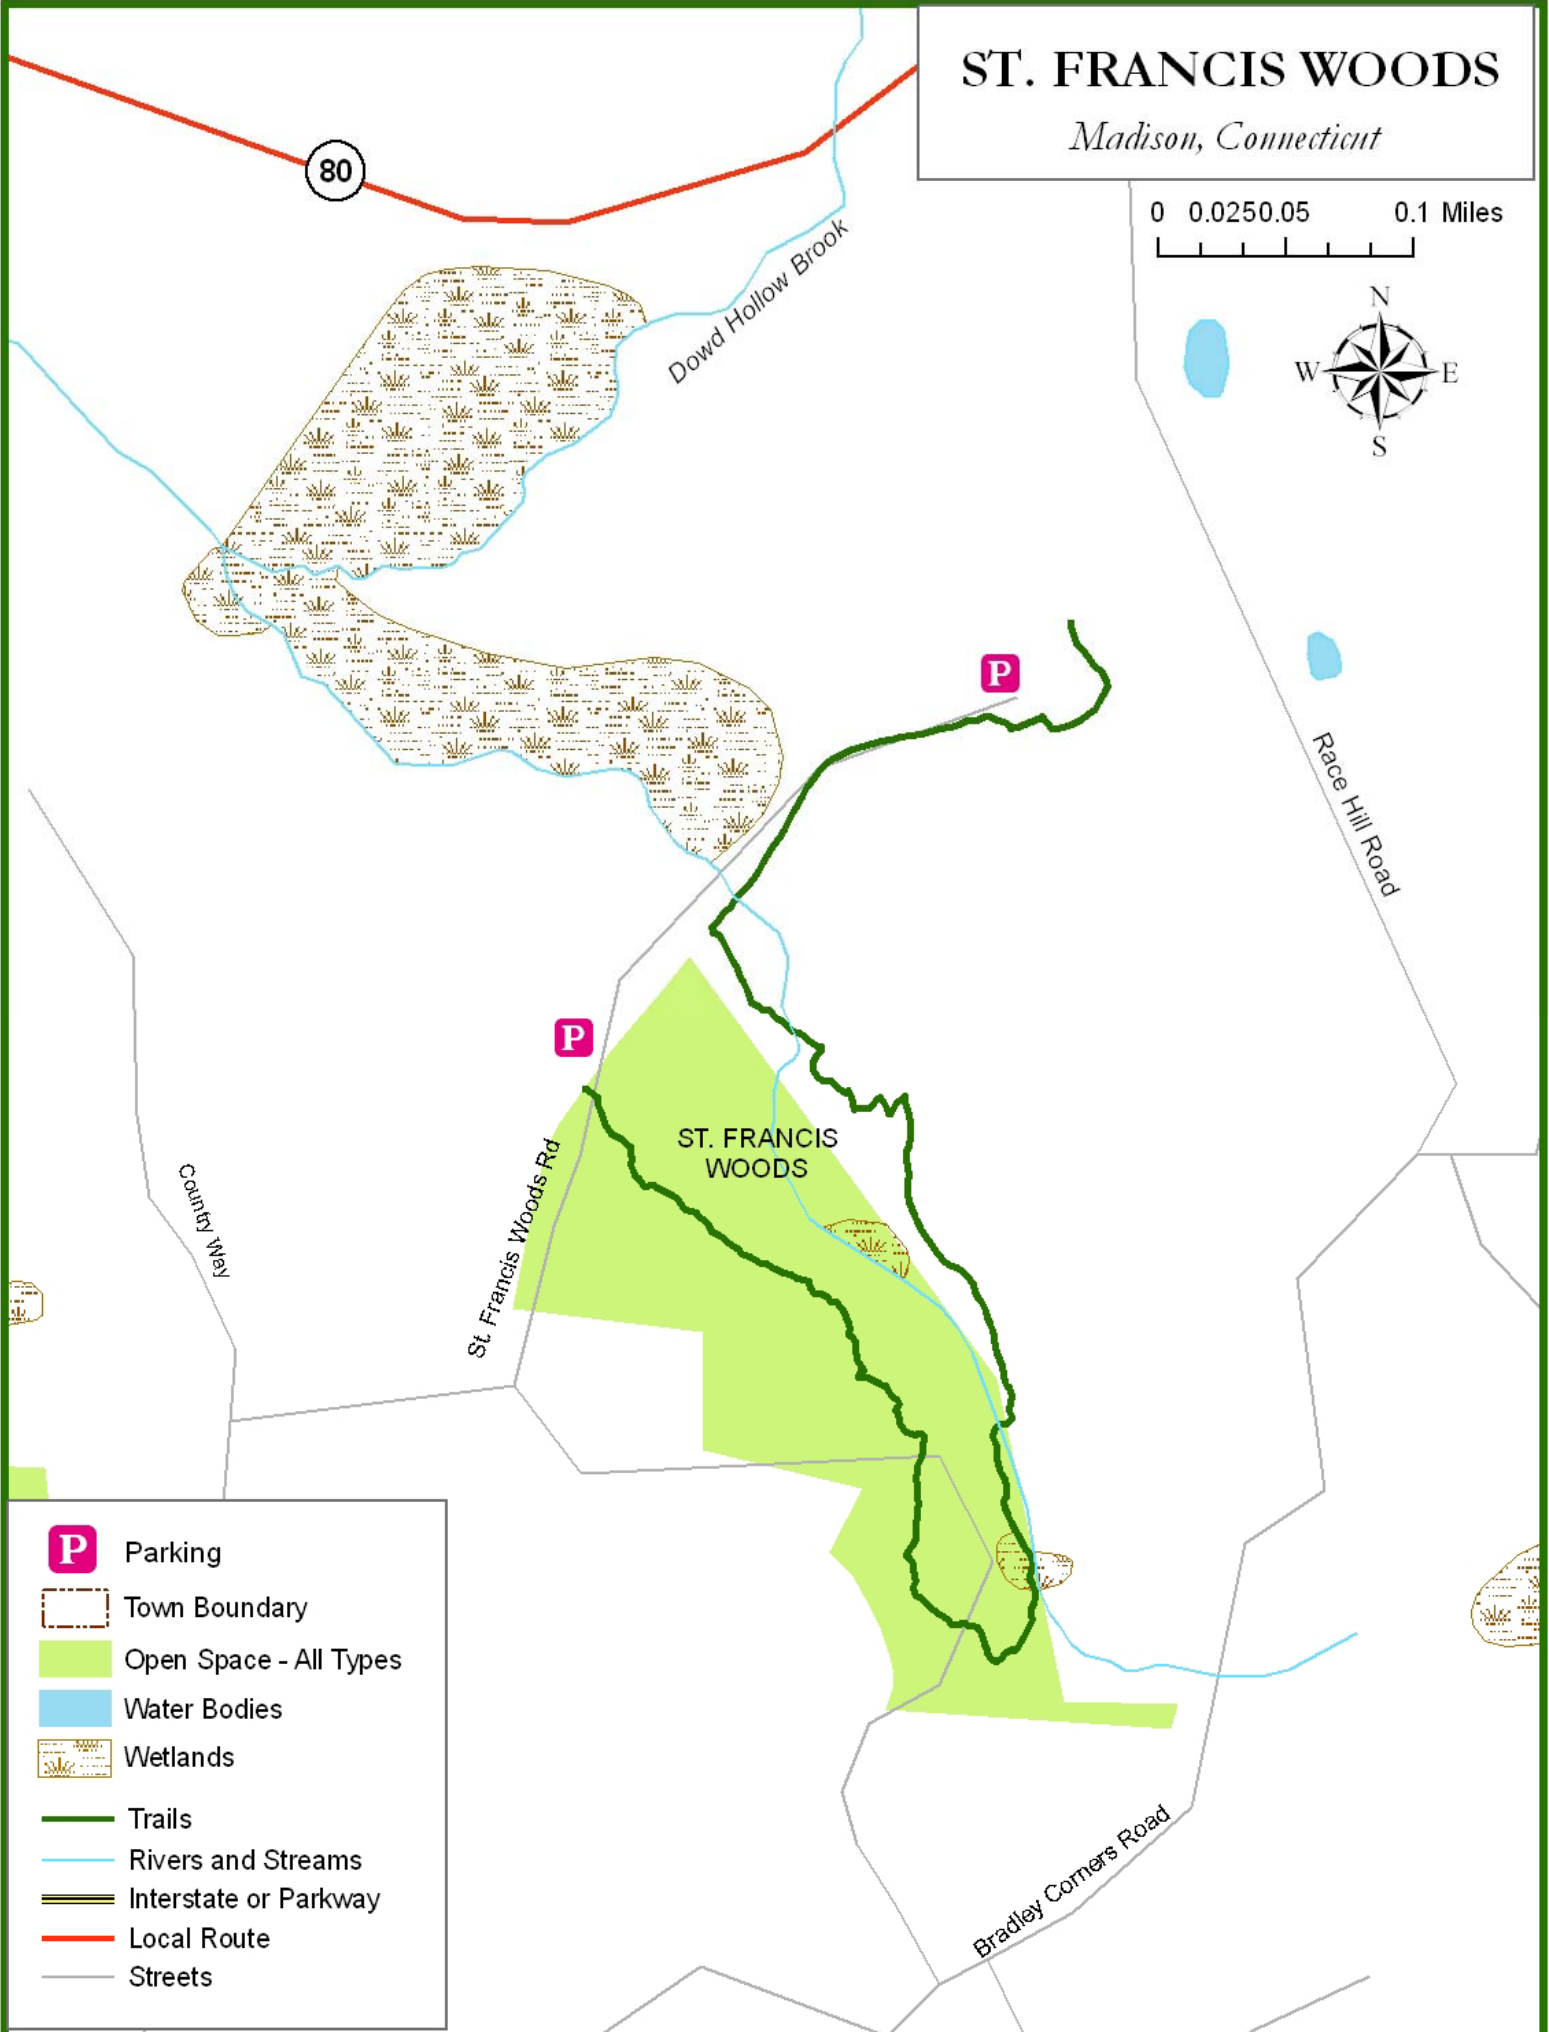 ST. FRANCIS WOODS
Madison, Connecticut
0 0.0250.05 0.1 Miles
N
W E
S
80
Dowd Hollow Brook
P
Race Hill Road
P
ST. FRANCIS
WOODS
St. Francis Woods Rd
Country Way
Bradley Corners Road
P Parking
Town Boundary
Open Space - All Types
Water Bodies
Wetlands
Trails
Rivers and Streams
Interstate or Parkway
Local Route
Streets